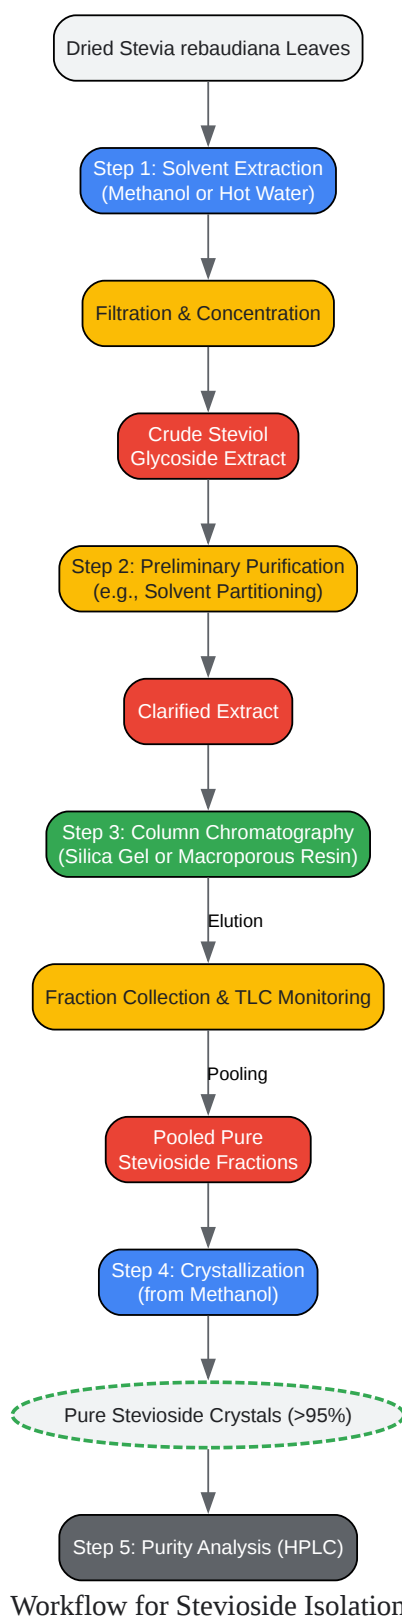 Dried Stevia rebaudiana Leaves
Step 1: Solvent Extraction
(Methanol or Hot Water)
Filtration & Concentration
Crude Steviol
Glycoside Extract
Step 2: Preliminary Purification
(e.g., Solvent Partitioning)
Clarified Extract
Step 3: Column Chromatography
(Silica Gel or Macroporous Resin)
Elution
Fraction Collection & TLC Monitoring
Pooling
Pooled Pure
Stevioside Fractions
Step 4: Crystallization
(from Methanol)
Pure Stevioside Crystals (>95%)
Step 5: Purity Analysis (HPLC)
Workflow for Stevioside Isolation